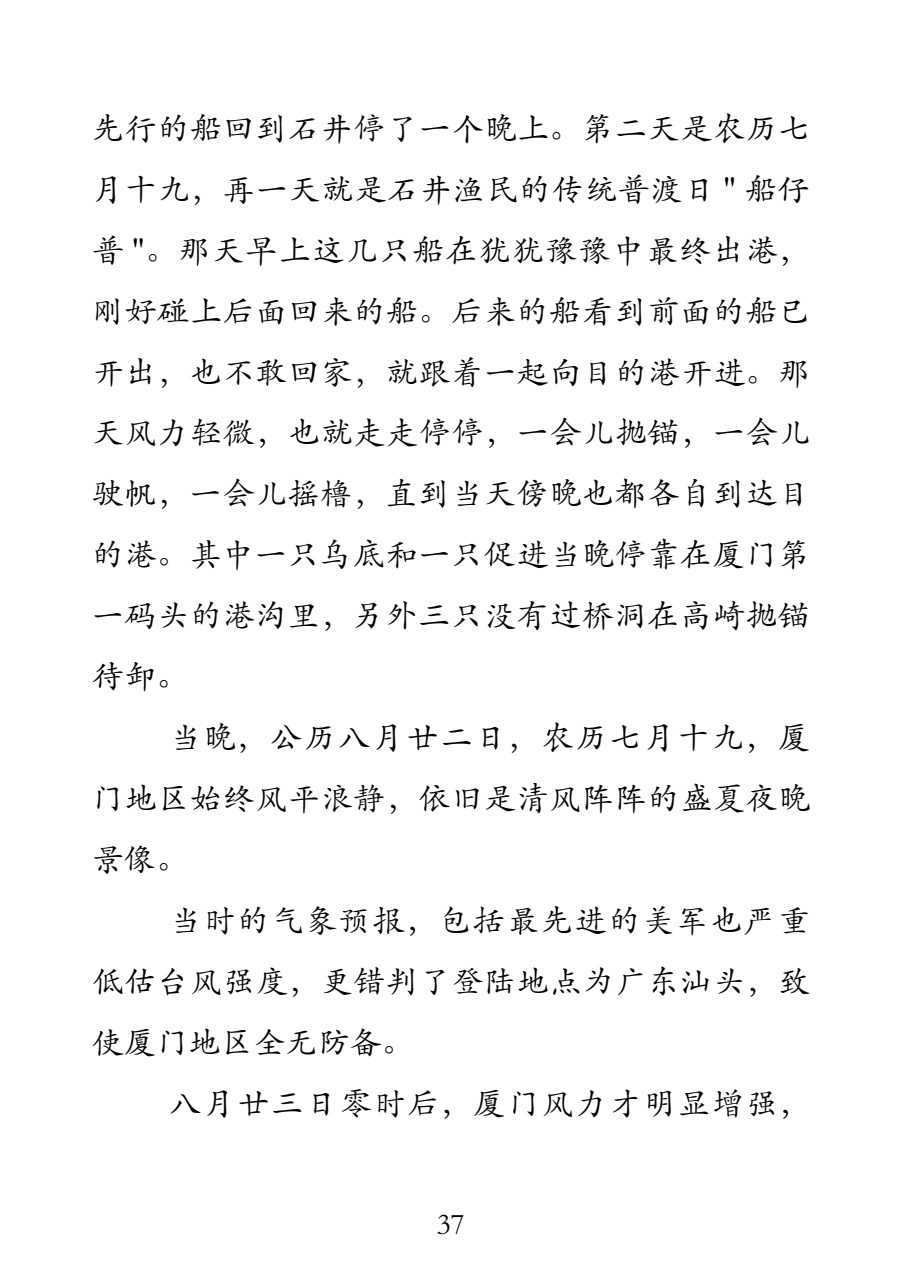 先行的船回到石井停了一个晚上。第二天是农历七
月十九，再一天就是石井渔民的传统普渡日"船仔
普"。那天早上这几只船在犹犹豫豫中最终出港，
刚好碰上后面回来的船。后来的船看到前面的船已
开出，也不敢回家，就跟着一起向目的港开进。那
天风力轻微，也就走走停停，一会儿抛锚，一会儿
驶帆，一会儿摇橹，直到当天傍晚也都各自到达目
的港。其中一只乌底和一只促进当晚停靠在厦门第
一码头的港沟里，另外三只没有过桥洞在高崎抛锚
待卸。
当晚，公历八月廿二日，农历七月十九，厦
门地区始终风平浪静，依旧是清风阵阵的盛夏夜晚
景像。
当时的气象预报，包括最先进的美军也严重
低估台风强度，更错判了登陆地点为广东汕头，致
使厦门地区全无防备。
八月廿三日零时后，厦门风力才明显增强，
37